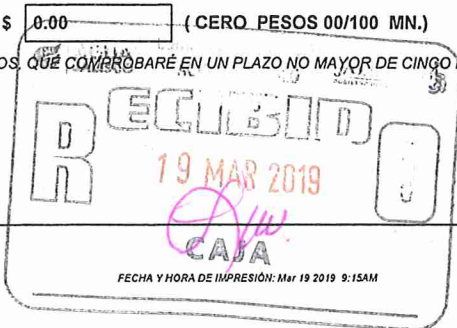 $ 0.00 ( CERO PESOS 00/100 MN.)
OS, QUE COMPROBARÉ EN UN PLAZO NO MAYOR DE CINCO
RECIBIDO
19 MAR 2019
CAJA
FECHA Y HORA DE IMPRESIÓN: Mar 19 2019 9:15AM